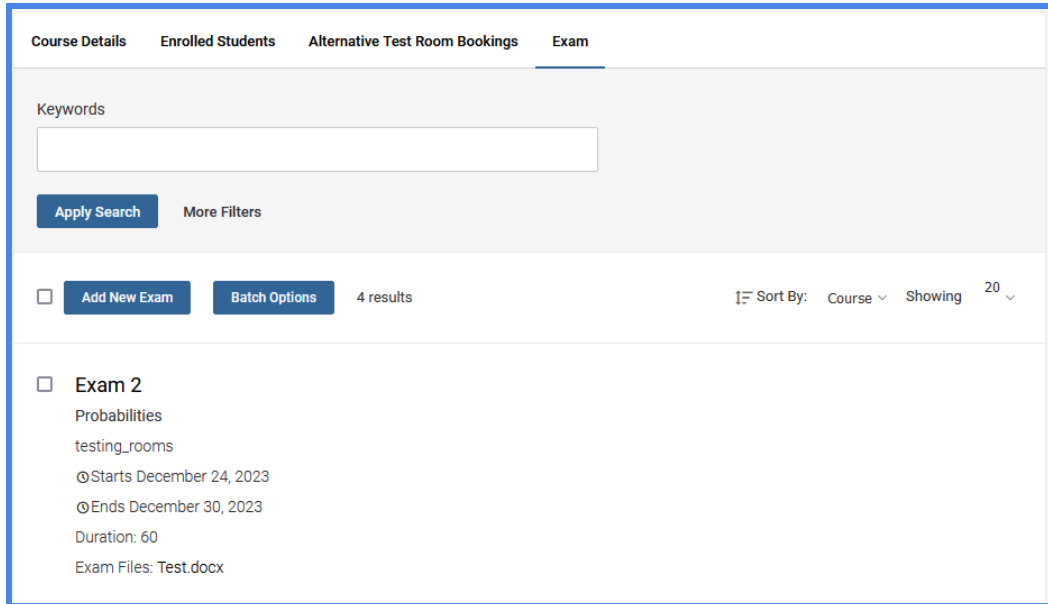 Course Details Enrolled Students Alternative Test Room Bookings Exam
Keywords
Apply Search More Filters
Add New Exam Batch Options 4 results Sort By: Course Showing 20
Exam 2
Probabilities
testing_rooms
Starts December 24, 2023
Ends December 30, 2023
Duration: 60
Exam Files: Test.docx